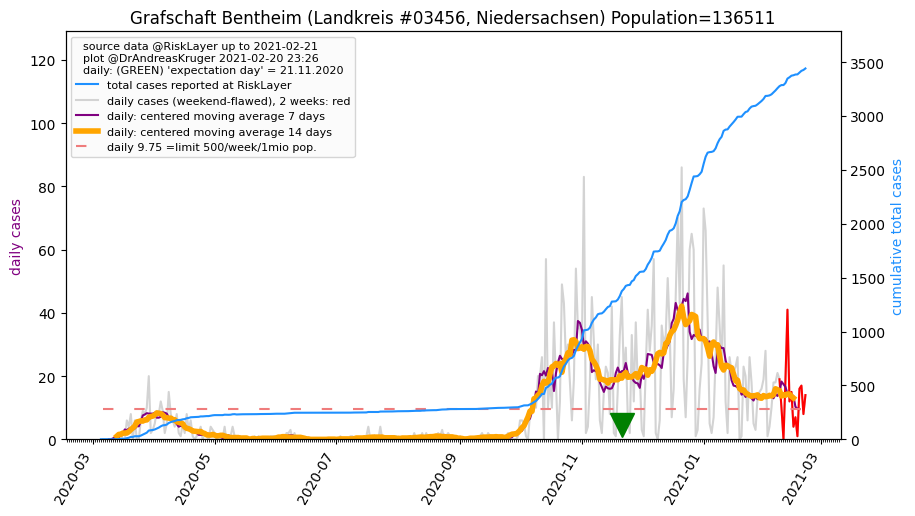 Grafschaft Bentheim (Landkreis #03456, Niedersachsen) Population=136511
source data @RiskLayer up to 2021-02-21
plot @DrAndreasKruger 2021-02-20 23:26
daily: (GREEN) 'expectation day' = 21.11.2020
total cases reported at RiskLayer
daily cases (weekend-flawed), 2 weeks: red
daily: centered moving average 7 days
daily: centered moving average 14 days
daily 9.75 =limit 500/week/1mio pop.
daily cases
120
100
80
60
40
20
0
cumulative total cases
3500
3000
2500
2000
1500
1000
500
0
2020-03
2020-05
2020-07
2020-09
2020-11
2021-01
2021-03